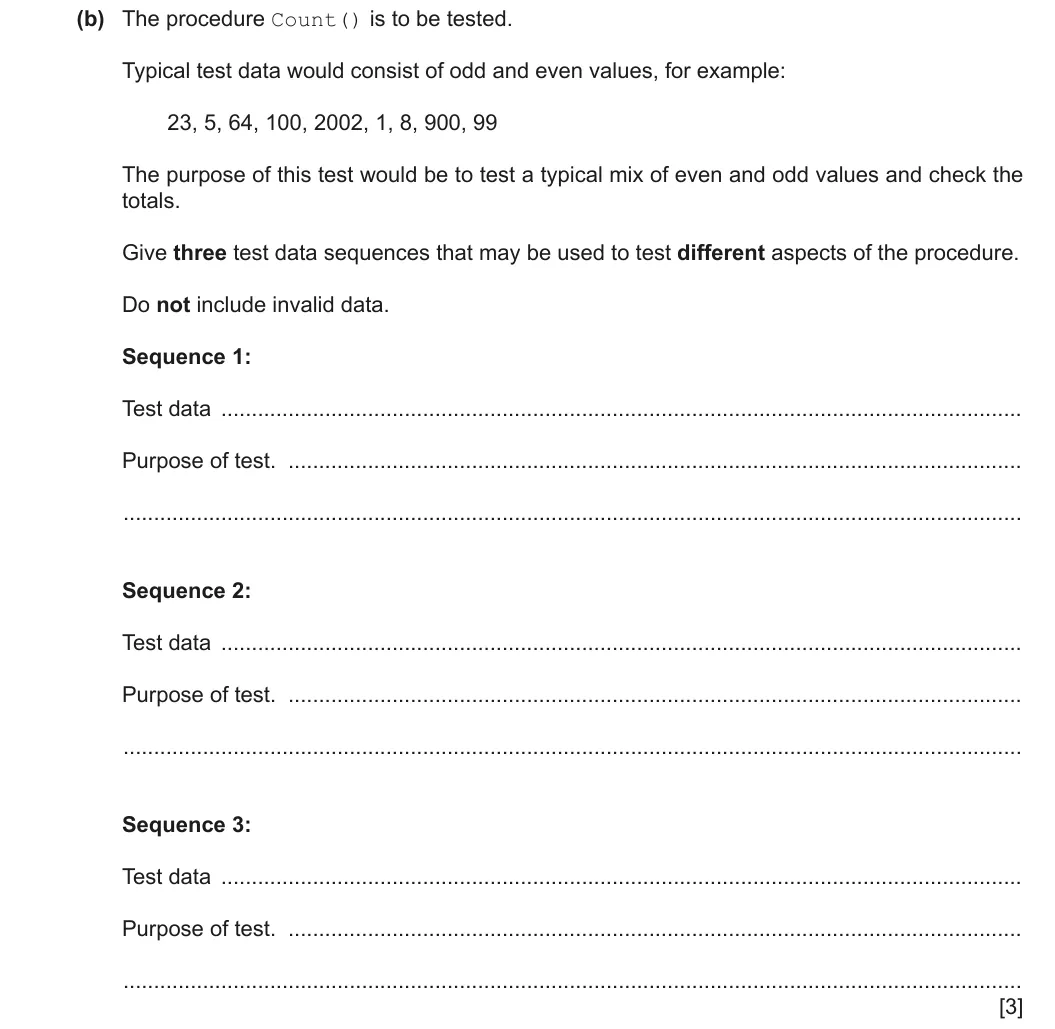 (b) The procedure Count() is to be tested.
Typical test data would consist of odd and even values, for example:
23, 5, 64, 100, 2002, 1, 8, 900, 99
The purpose of this test would be to test a typical mix of even and odd values and check the
totals.
Give three test data sequences that may be used to test different aspects of the procedure.
Do not include invalid data.
Sequence 1:
Test data ....................................................................................................................................
Purpose of test. .........................................................................................................................
....................................................................................................................................................
Sequence 2:
Test data ....................................................................................................................................
Purpose of test. .........................................................................................................................
....................................................................................................................................................
Sequence 3:
Test data ....................................................................................................................................
Purpose of test. .........................................................................................................................
....................................................................................................................................................
[3]